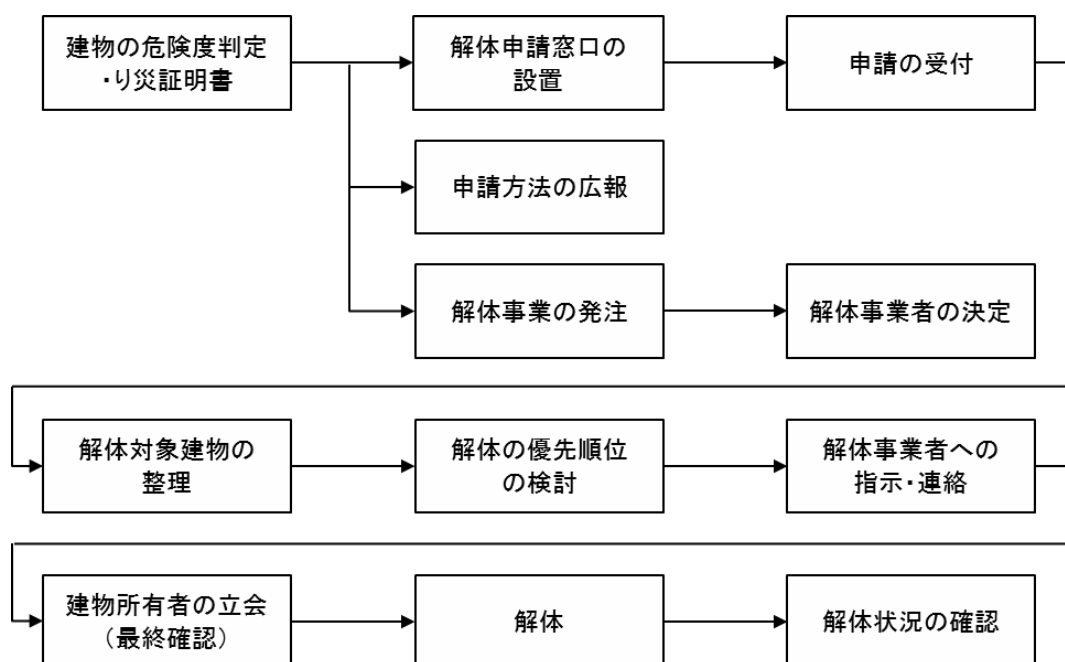 建物の危険度判定
・り災証明書
解体申請窓口の
設置
申請の受付
申請方法の広報
解体事業の発注
解体事業者の決定
解体対象建物の
整理
解体の優先順位
の検討
解体事業者への
指示・連絡
建物所有者の立会
（最終確認）
解体
解体状況の確認